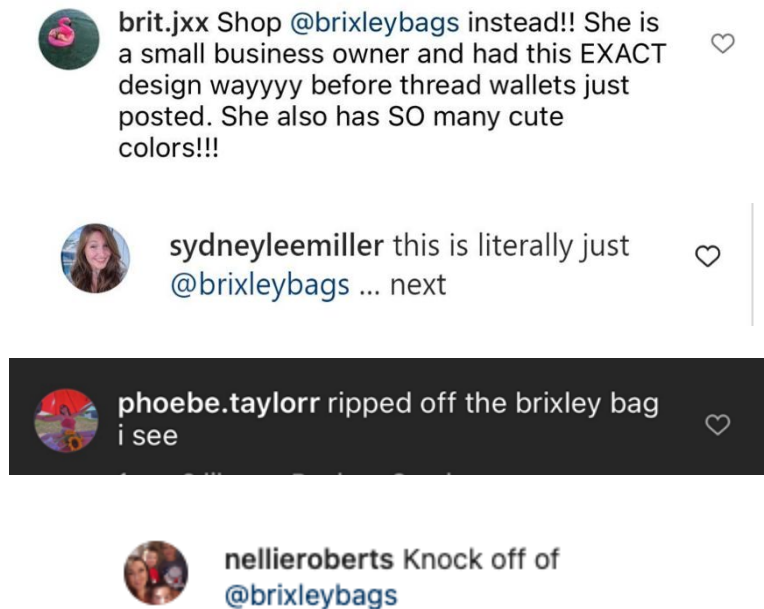 brit.jxx Shop @brixleybags instead!! She is
a small business owner and had this EXACT
design wayyyy before thread wallets just
posted. She also has SO many cute
colors!!!
sydneyleemiller this is literally just
@brixleybags ... next
phoebe.taylorr ripped off the brixley bag
i see
nellieroberts Knock off of
@brixleybags